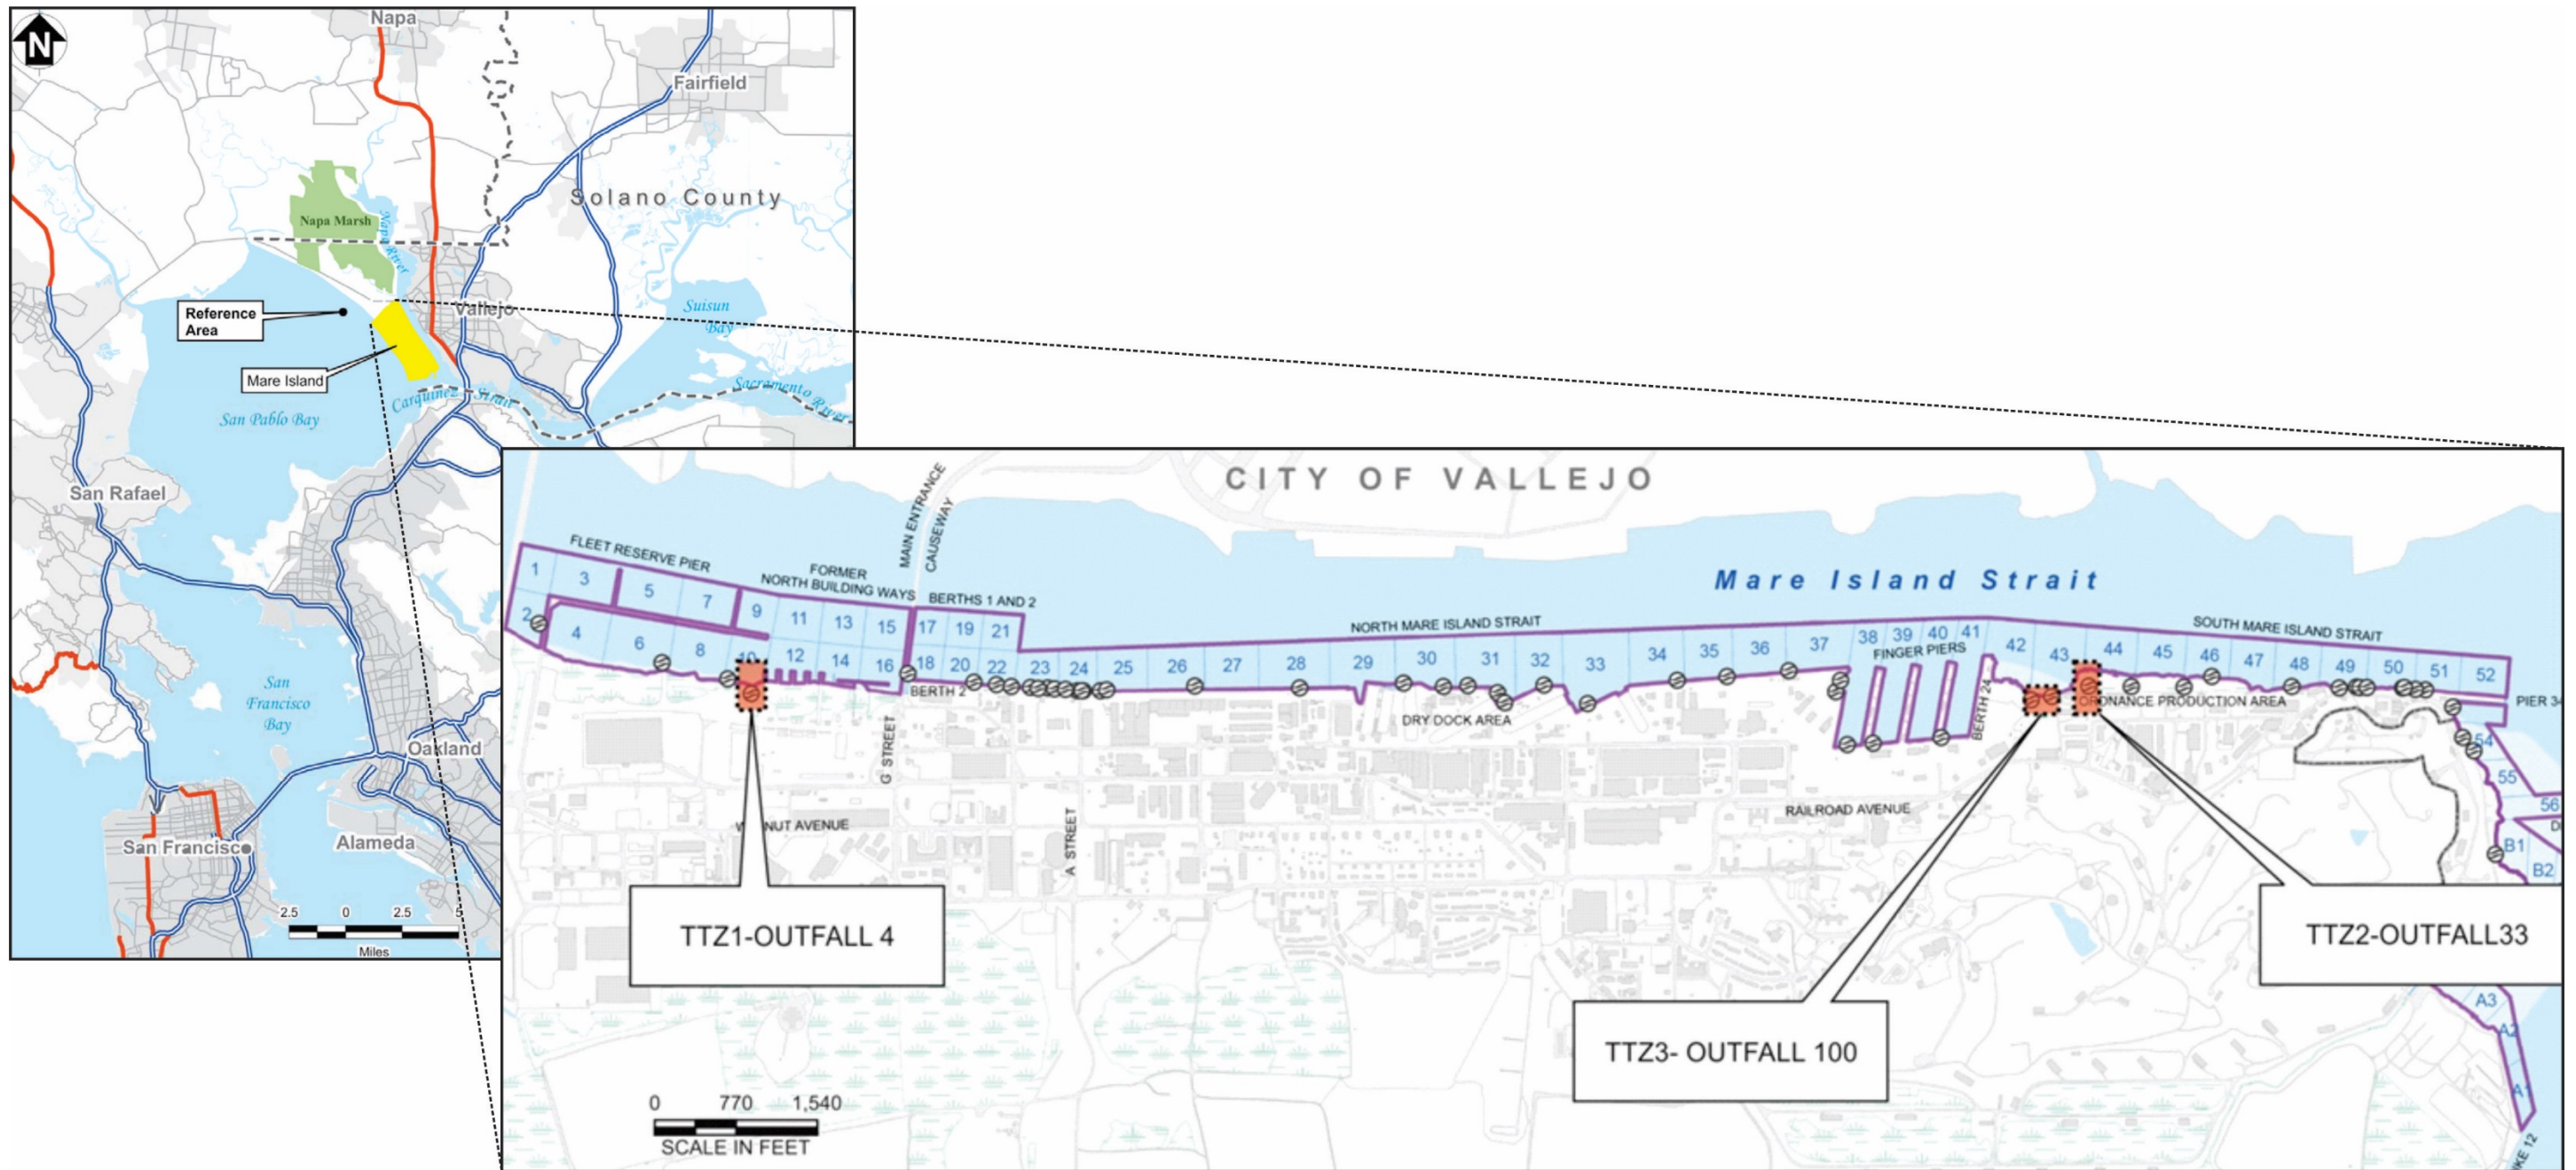 N
Napa
Fairfield
Solano County
Napa Marsh
Napa River
Reference
Area
Vallejo
Suisun
Bay
Mare Island
Carquinez Strait
Sacramento River
San Pablo Bay
San Rafael
San
Francisco
Bay
Oakland
San Francisco
Alameda
2.5 0 2.5 5
Miles
CITY OF VALLEJO
MAIN ENTRANCE
CAUSEWAY
Mare Island Strait
FLEET RESERVE PIER
FORMER
NORTH BUILDING WAYS
BERTHS 1 AND 2
NORTH MARE ISLAND STRAIT
SOUTH MARE ISLAND STRAIT
FINGER PIERS
1 3 5 7 9 11 13 15 17 19 21
2 4 6 8 10 12 14 16 18 20 22 23 24 25 26 27 28 29 30 31 32 33 34 35 36 37 38 39 40 41 42 43 44 45 46 47 48 49 50 51 52
BERTH 2
DRY DOCK AREA
BERTH 24
ORDNANCE PRODUCTION AREA
PIER 34
54
55
56
D
B1
B2
G STREET
A STREET
NUT AVENUE
RAILROAD AVENUE
TTZ1-OUTFALL 4
TTZ2-OUTFALL33
TTZ3- OUTFALL 100
A3
A2
A1
KE 12
0 770 1,540
SCALE IN FEET